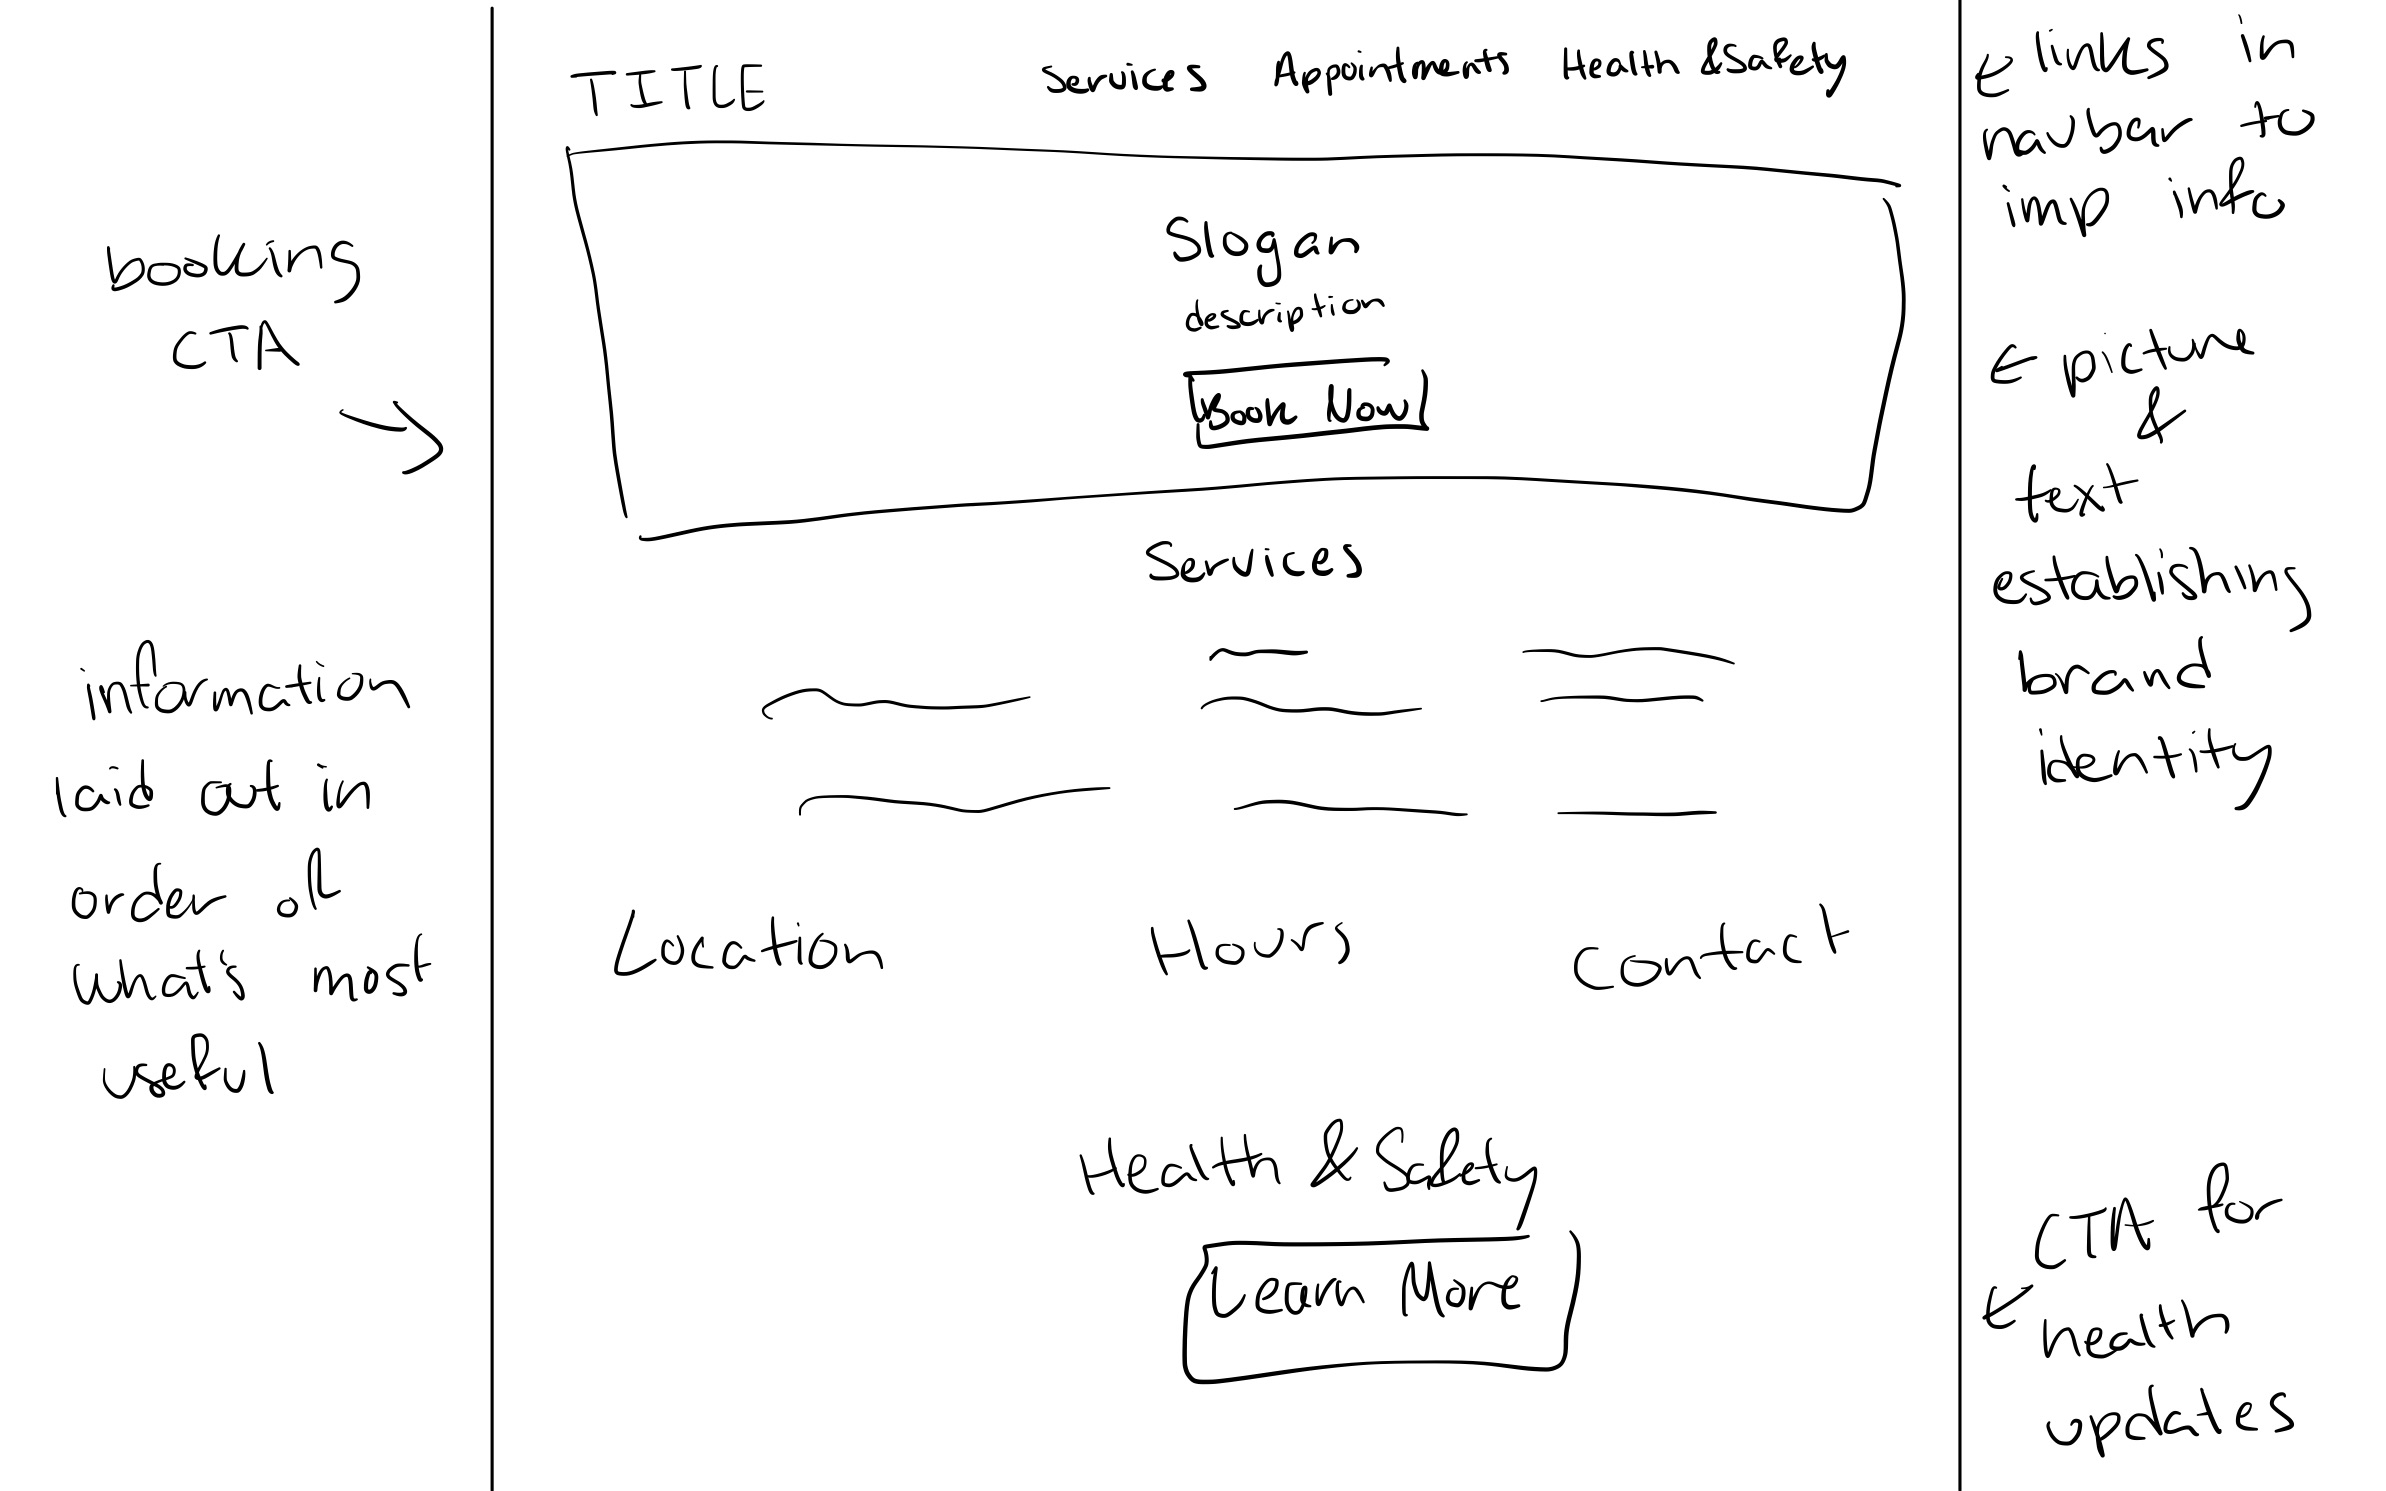 TITLE
Services Appointments Health & Safety
Slogan
description
Book Now
Services
Location Hours Contact
Health & Safety
Learn More
booking
CTA
information
laid out in
order of
what's most
useful
links in
navbar to
imp info
picture
&
text
establishing
brand
identity
CTA for
health
updates